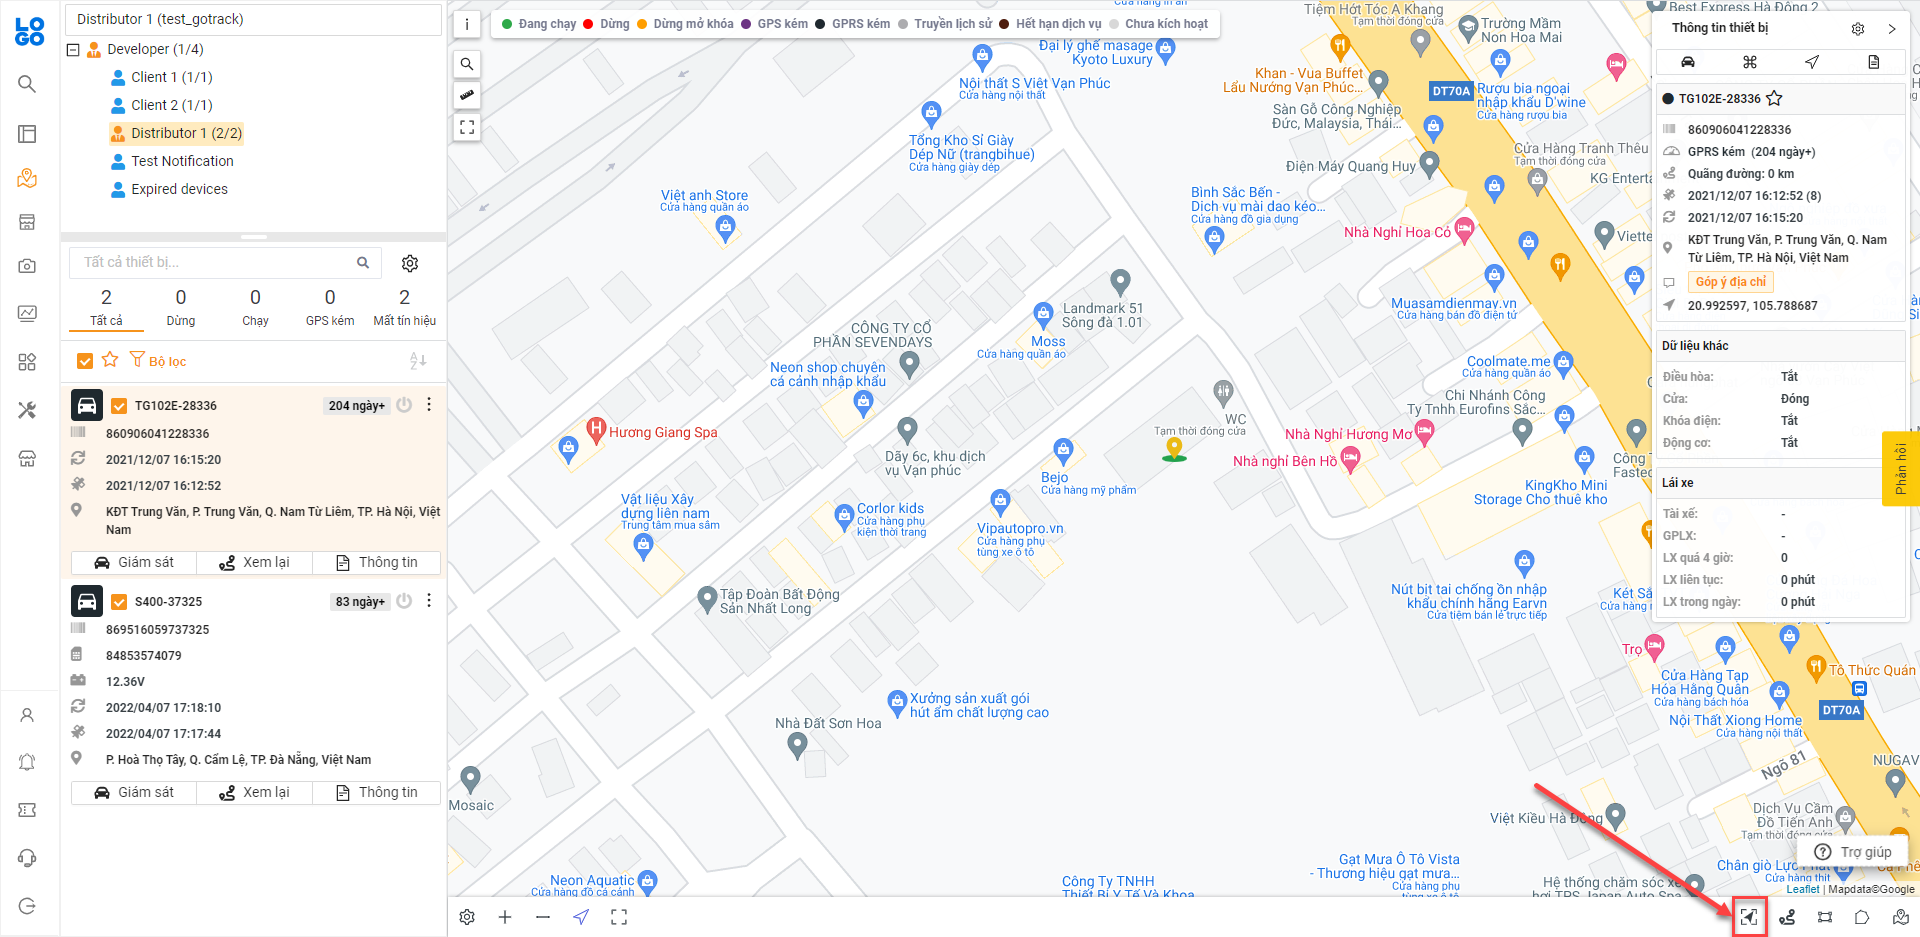 LOGO
Distributor 1 (test_gotrack)
Developer (1/4)
Client 1 (1/1)
Client 2 (1/1)
Distributor 1 (2/2)
Test Notification
Expired devices
Tất cả thiết bị...
2
0
0
0
2
Tất cả
Dừng
Chạy
GPS kém
Mất tín hiệu
Bộ lọc
TG102E-28336
204 ngày+
860906041228336
2021/12/07 16:15:20
2021/12/07 16:12:52
KĐT Trung Văn, P. Trung Văn, Q. Nam Từ Liêm, TP. Hà Nội, Việt
Nam
Giám sát
Xem lại
Thông tin
S400-37325
83 ngày+
869516059737325
84853574079
12.36V
2022/04/07 17:18:10
2022/04/07 17:17:44
P. Hoà Thọ Tây, Q. Cẩm Lệ, TP. Đà Nẵng, Việt Nam
Giám sát
Xem lại
Thông tin
i
Đang chạy
Dừng
Dừng mở khóa
GPS kém
GPRS kém
Truyền lịch sử
Hết hạn dịch vụ
Chưa kích hoạt
Cửa hàng in ấn
Tiệm Hớt Tóc A Khang
Tạm thời đóng cửa
Trường Mầm
Non Hoa Mai
Best Express Hà Đông 2
Đại lý ghế masage
Kyoto Luxury
Nội thất S Việt Vạn Phúc
Cửa hàng nội thất
Khan - Vua Buffet
Lẩu Nướng Vạn Phúc...
DT70A
Rượu bia ngoại
nhập khẩu D'wine
Cửa hàng rượu bia
Sàn Gỗ Công Nghiệp
Đức, Malaysia, Thái...
Tổng Kho Sỉ Giày
Dép Nữ (trangbihue)
Cửa hàng giày dép
Cửa Hàng Tranh Thêu
Tạm thời đóng cửa
Điện Máy Quang Huy
KG Enterta
Việt anh Store
Cửa hàng quần áo
Bình Sắc Bến -
Dịch vụ mài dao kéo...
Cửa hàng đồ gia dụng
Nhà Nghỉ Hoa Cỏ
Viette
Landmark 51
Sông đà 1.01
Muasamdienmay.vn
Cửa hàng bán đồ điện tử
CÔNG TY CỔ
PHẦN SEVENDAYS
Moss
Cửa hàng quần áo
Neon shop chuyên
cá cảnh nhập khẩu
Coolmate.me
Cửa hàng quần áo
WC
Tạm thời đóng cửa
Chi Nhánh Công
Ty Tnhh Eurofins Sắc...
Hương Giang Spa
Nhà Nghỉ Hương Mơ
Dãy 6c, khu dịch
vụ Vạn phúc
Nhà nghỉ Bên Hồ
Công T
Fastec
Bejo
Cửa hàng mỹ phẩm
KingKho Mini
Storage Cho thuê kho
Vật liệu Xây
dựng liên nam
Trung tâm mua sắm
Corlor kids
Cửa hàng phụ
kiện thời trang
Vipautopro.vn
Cửa hàng phụ
tùng xe ô tô
Tập Đoàn Bất Động
Sản Nhất Long
Nút bịt tai chống ồn nhập
khẩu chính hãng Earvn
Cửa tiệm bán lẻ trực tiếp
Két Sắ
Cửa hàng
Trọ
Tô Thức Quán
Cửa Hàng Tạp
Hóa Hằng Quân
Cửa hàng bách hóa
Xưởng sản xuất gói
hút ẩm chất lượng cao
DT70A
Nhà Đất Sơn Hoa
Nội Thất Xiong Home
Cửa hàng nội thất
Ngõ 81
NUGAV
Mosaic
Việt Kiều Hà Đông
Dịch Vụ Cầm
Đồ Tiến Anh
Tạm thời đóng cửa
Gạt Mưa Ô Tô Vista
- Thương hiệu gạt mưa...
Cửa hàng phụ
tùng xe ô tô
Chân giò Lực
Cửa hàng thịt
Neon Aquatic
Cửa hàng đồ cá cảnh
Công Ty TNHH
Thiết Bị Y Tế Và Khoa
Hệ thống chăm sóc xe
hơi TPS Japan Auto Spa
Leaflet | Mapdata©Google
Trợ giúp
Thông tin thiết bị
TG102E-28336
860906041228336
GPRS kém (204 ngày+)
Quãng đường: 0 km
2021/12/07 16:12:52 (8)
2021/12/07 16:15:20
KĐT Trung Văn, P. Trung Văn, Q. Nam
Từ Liêm, TP. Hà Nội, Việt Nam
Góp ý địa chỉ
20.992597, 105.788687
Dữ liệu khác
Điều hòa: Tắt
Cửa: Đóng
Khóa điện: Tắt
Động cơ: Tắt
Lái xe
Tài xế: -
GPLX: -
LX quá 4 giờ: 0
LX liên tục: 0 phút
LX trong ngày: 0 phút
Phản hồi